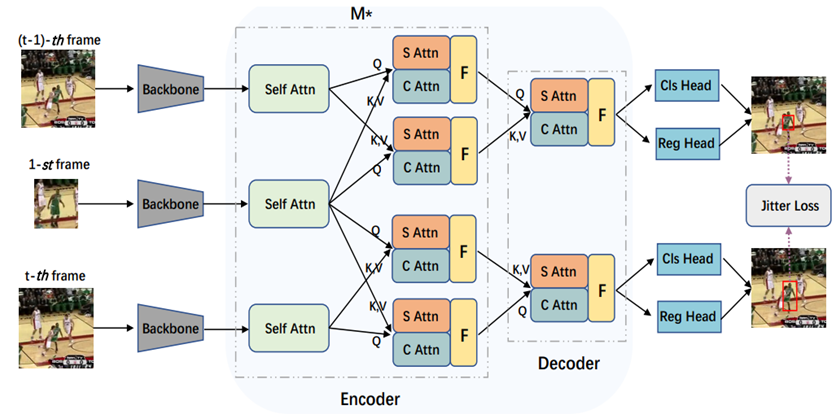 M*
(t-1)-th frame
Backbone
Self Attn
Q
K,V
S Attn
C Attn
F
K,V
Q
S Attn
C Attn
F
Q
K,V
S Attn
C Attn
F
Cls Head
Reg Head
1-st frame
Backbone
Self Attn
Jitter Loss
Q
K,V
S Attn
C Attn
F
t-th frame
Backbone
Self Attn
K,V
Q
S Attn
C Attn
F
K,V
Q
S Attn
C Attn
F
Cls Head
Reg Head
Encoder
Decoder